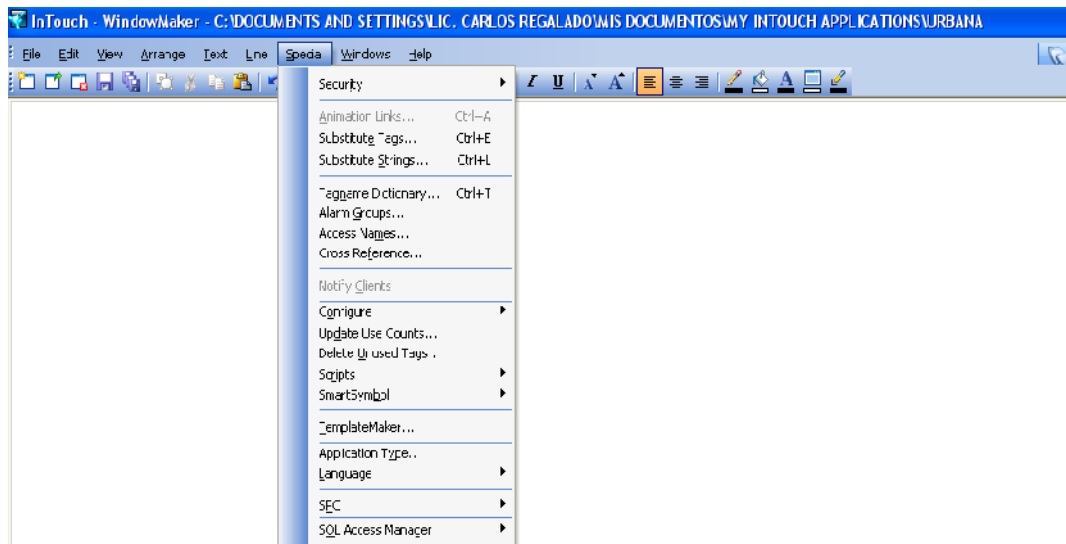 InTouch - WindowMaker - C:\DOCUMENTS AND SETTINGS\LIC. CARLOS REGALADO\MIS DOCUMENTOS\MY INTOUCH APPLICATIONS\URBANA
File Edit View Arrange Text Line Special Windows Help
Security
Animation Links... Ctrl+A
Substitute Tags... Ctrl+E
Substitute Strings... Ctrl+L
Tagname Dictionary... Ctrl+T
Alarm Groups...
Access Names...
Cross Reference...
Notify Clients
Configure
Update Use Counts...
Delete Unused Tags...
Scripts
SmartSymbol
TemplateMaker...
Application Type...
Language
SEC
SQL Access Manager